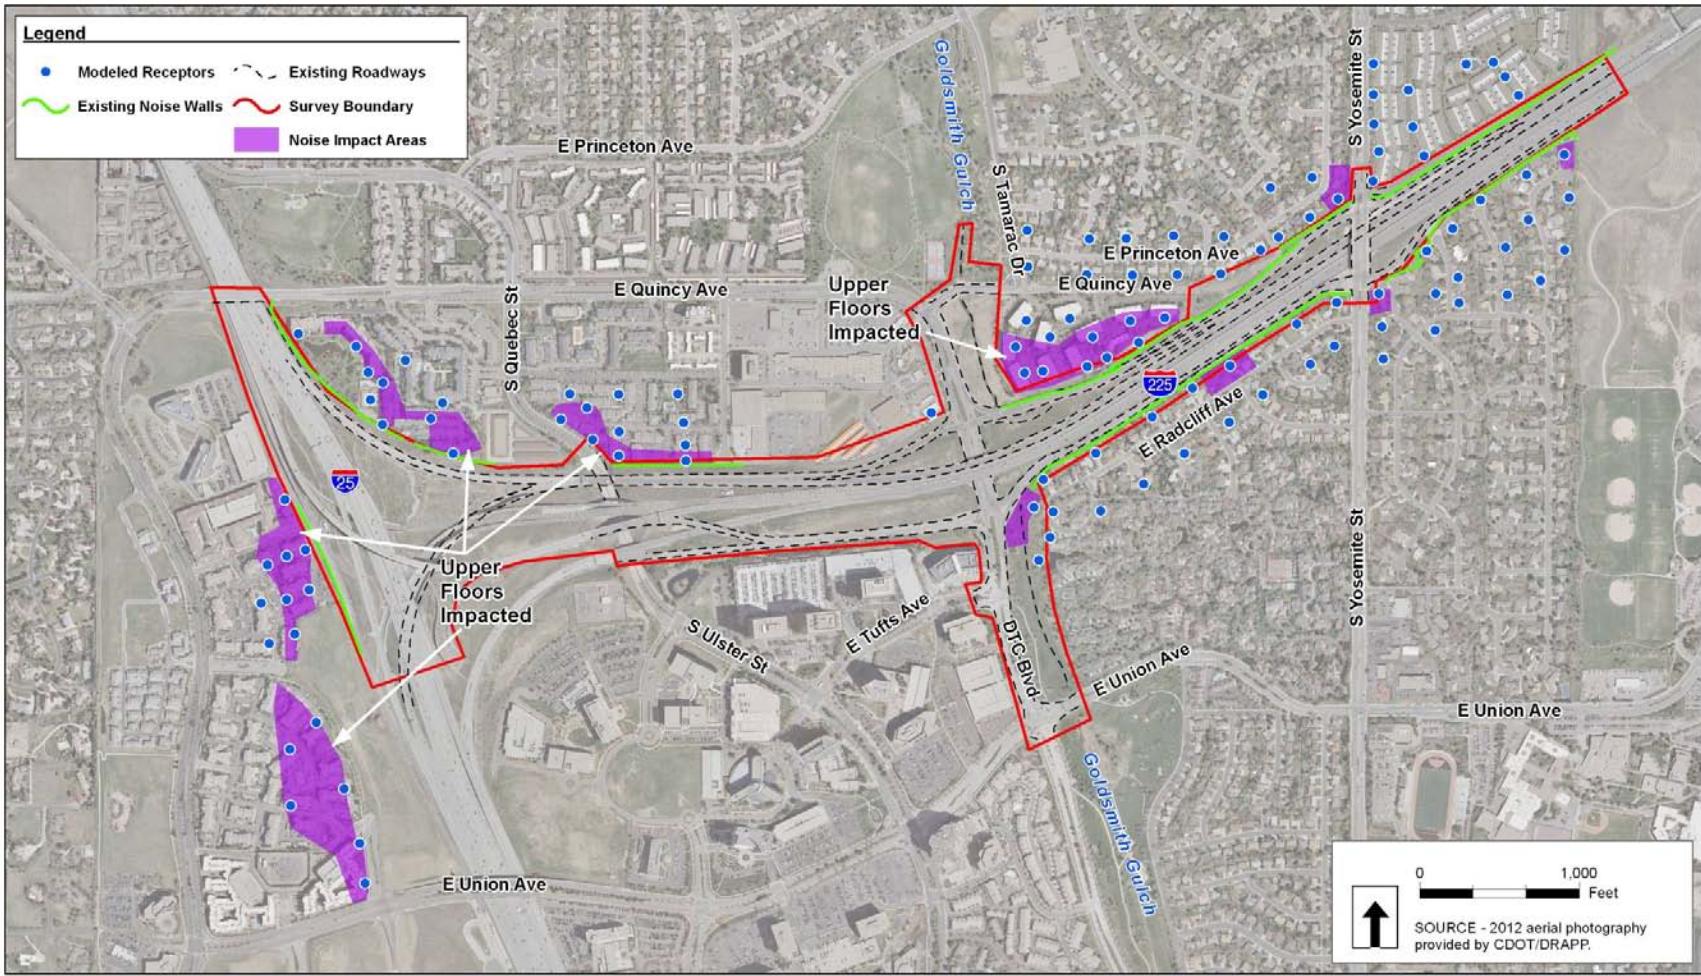 Legend
Modeled Receptors
Existing Roadways
Existing Noise Walls
Survey Boundary
Noise Impact Areas
Goldsmith Gulch
S Yosemite St
E Princeton Ave
S Tamarac Dr
E Princeton Ave
E Quincy Ave
E Quincy Ave
Upper
Floors
Impacted
S Quebec St
225
E Radcliff Ave
25
Upper
Floors
Impacted
S Yosemite St
E Tufts Ave
S Ulster St
DTC Blvd
E Union Ave
E Union Ave
Goldsmith Gulch
E Union Ave
0 1,000
Feet
SOURCE - 2012 aerial photography
provided by CDOT/DRAPP.